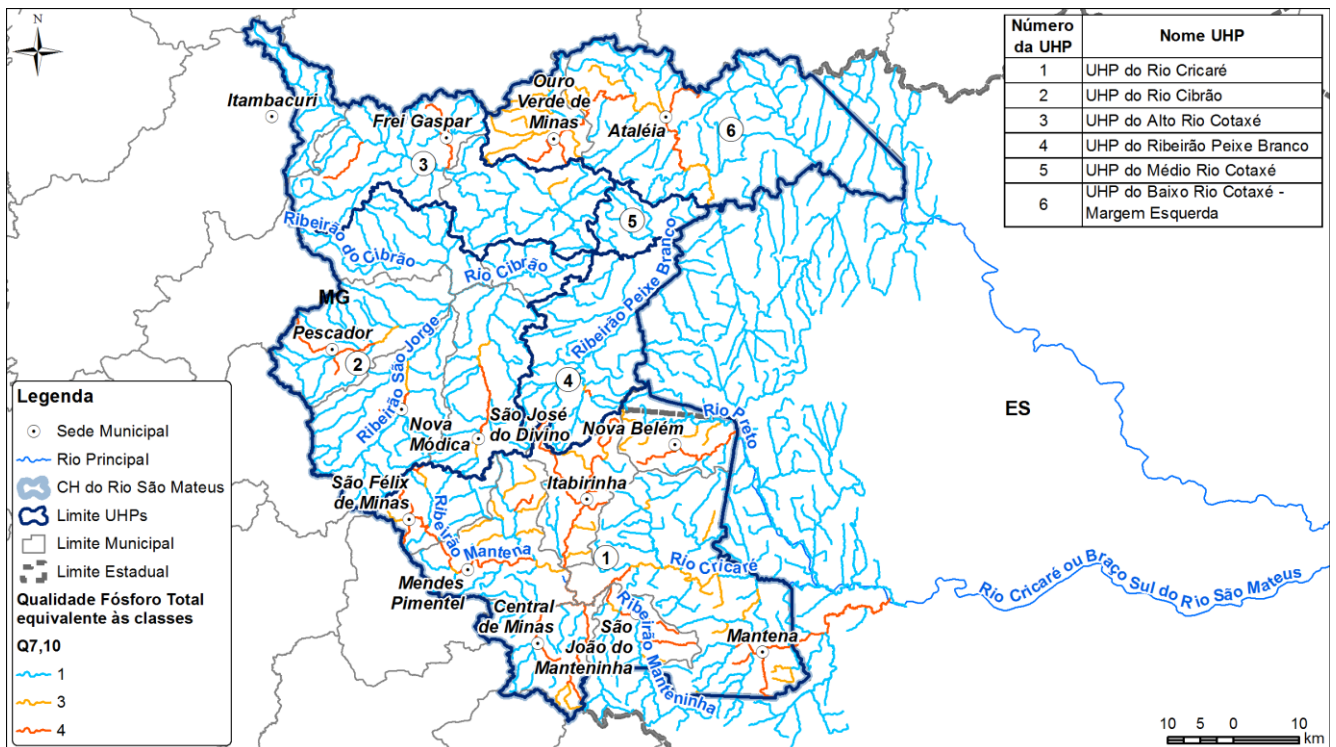 N
Número da UHP
Nome UHP
1 UHP do Rio Cricaré
2 UHP do Rio Cibrão
3 UHP do Alto Rio Cotaxé
4 UHP do Ribeirão Peixe Branco
5 UHP do Médio Rio Cotaxé
6 UHP do Baixo Rio Cotaxé -
Margem Esquerda
Itambacuri
Frei Gaspar
Ouro
Verde de
Minas
Ataléia
6
3
5
Ribeirão do Cibrão
Rio Cibrão
Ribeirão Peixe Branco
MG
Pescador
2
Ribeirão São Jorge
4
Nova
Módica
São José
do Divino
Nova Belém
Rio Preto
ES
São Félix
de Minas
Itabirinha
Ribeirão
Mantena
1
Rio Cricaré
Mendes
Pimentel
Central
de Minas
São
João do
Manteninha
Ribeirão Manteninha
Mantena
Rio Cricaré ou Braço Sul do Rio São Mateus
Legenda
Sede Municipal
Rio Principal
CH do Rio São Mateus
Limite UHPs
Limite Municipal
Limite Estadual
Qualidade Fósforo Total
equivalente às classes
Q7,10
1
3
4
10 5 0 10
km